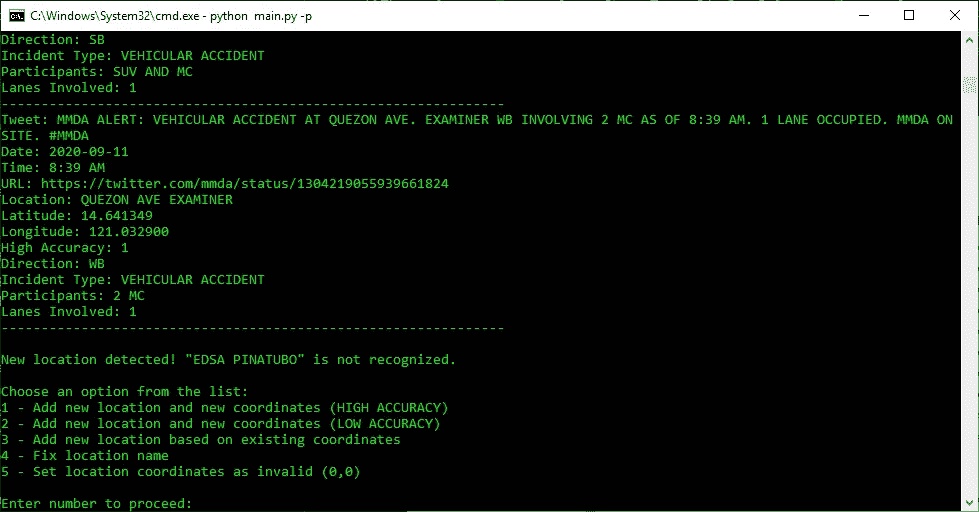 C:\Windows\System32\cmd.exe - python  main.py -p
Direction: SB
Incident Type: VEHICULAR ACCIDENT
Participants: SUV AND MC
Lanes Involved: 1
---------------------------------------------------------------
Tweet: MMDA ALERT: VEHICULAR ACCIDENT AT QUEZON AVE. EXAMINER WB INVOLVING 2 MC AS OF 8:39 AM. 1 LANE OCCUPIED. MMDA ON
SITE. #MMDA
Date: 2020-09-11
Time: 8:39 AM
URL: https://twitter.com/mmda/status/1304219055939661824
Location: QUEZON AVE EXAMINER
Latitude: 14.641349
Longitude: 121.032900
High Accuracy: 1
Direction: WB
Incident Type: VEHICULAR ACCIDENT
Participants: 2 MC
Lanes Involved: 1
---------------------------------------------------------------
New location detected! "EDSA PINATUBO" is not recognized.
Choose an option from the list:
1 - Add new location and new coordinates (HIGH ACCURACY)
2 - Add new location and new coordinates (LOW ACCURACY)
3 - Add new location based on existing coordinates
4 - Fix location name
5 - Set location coordinates as invalid (0,0)
Enter number to proceed: